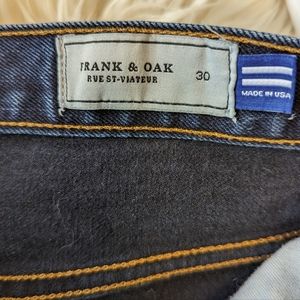 FRANK & OAK
RUE ST-VIATEUR
30
MADE IN USA